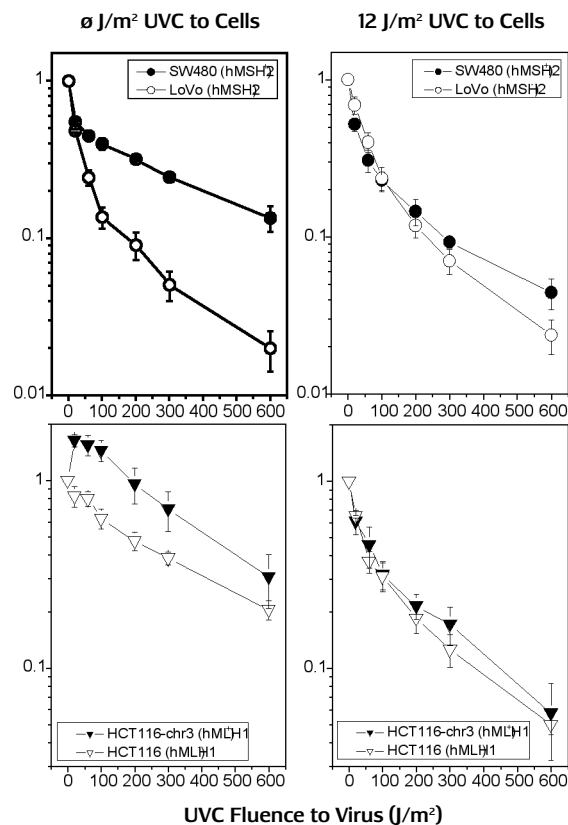 ø J/m² UVC to Cells
12 J/m² UVC to Cells
SW480 (hMSH2
LoVo (hMSH2
SW480 (hMSH2
LoVo (hMSH2
1
0.1
0.01
0 100 200 300 400 500 600
1
0.1
0.01
0 100 200 300 400 500 600
1
0.1
HCT116-chr3 (hMLH1
HCT116 (hMLH1
0 100 200 300 400 500 600
1
0.1
HCT116-chr3 (hMLH1
HCT116 (hMLH1
0 100 200 300 400 500 600
UVC Fluence to Virus (J/m²)